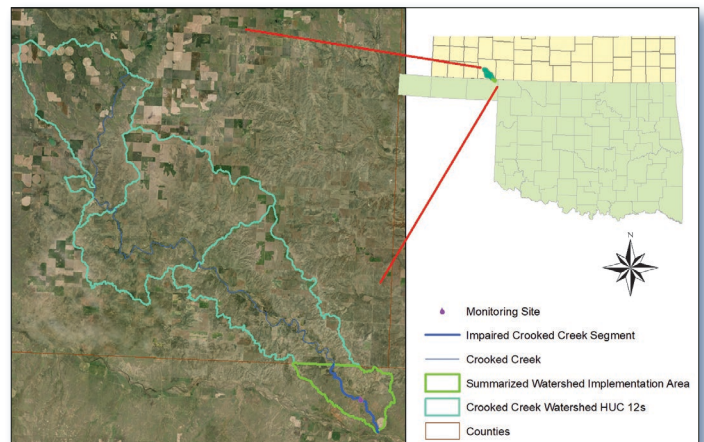 N
Monitoring Site
Impaired Crooked Creek Segment
Crooked Creek
Summarized Watershed Implementation Area
Crooked Creek Watershed HUC 12s
Counties